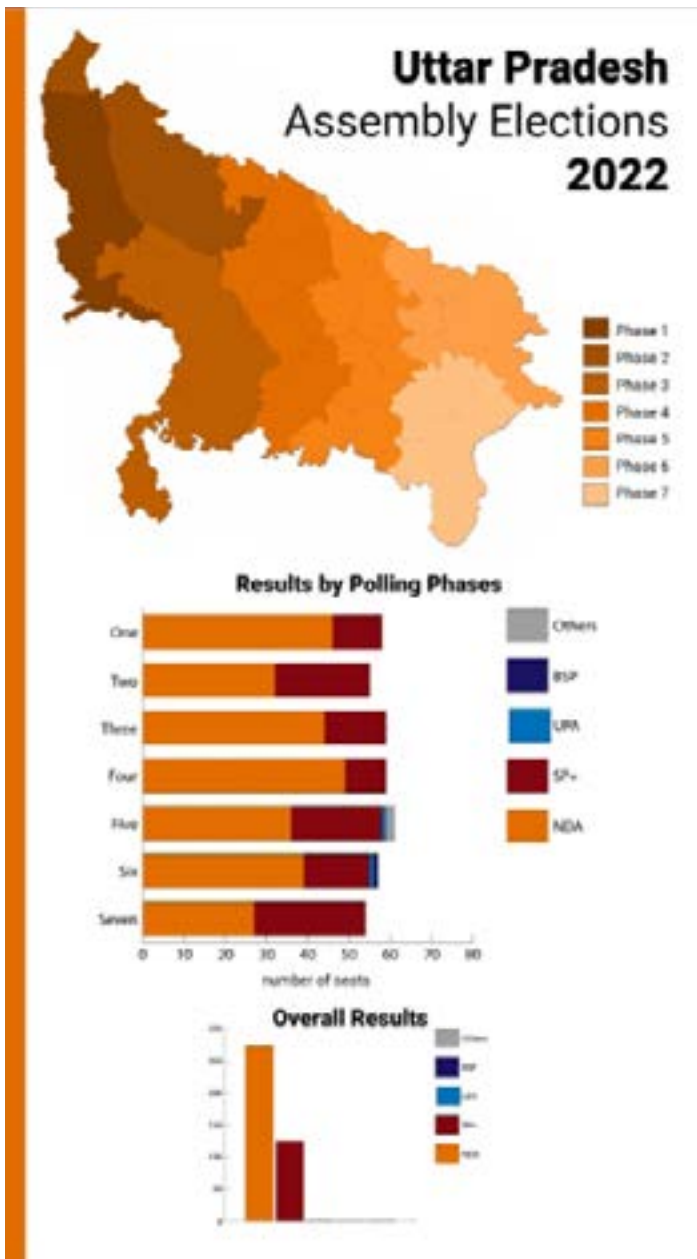 Uttar Pradesh
Assembly Elections
2022
Phase 1
Phase 2
Phase 3
Phase 4
Phase 5
Phase 6
Phase 7
Results by Polling Phases
One
Two
Three
Four
Five
Six
Seven
0 10 20 30 40 50 60 70 80
number of seats
Others
BSP
UPA
SP+
NDA
Overall Results